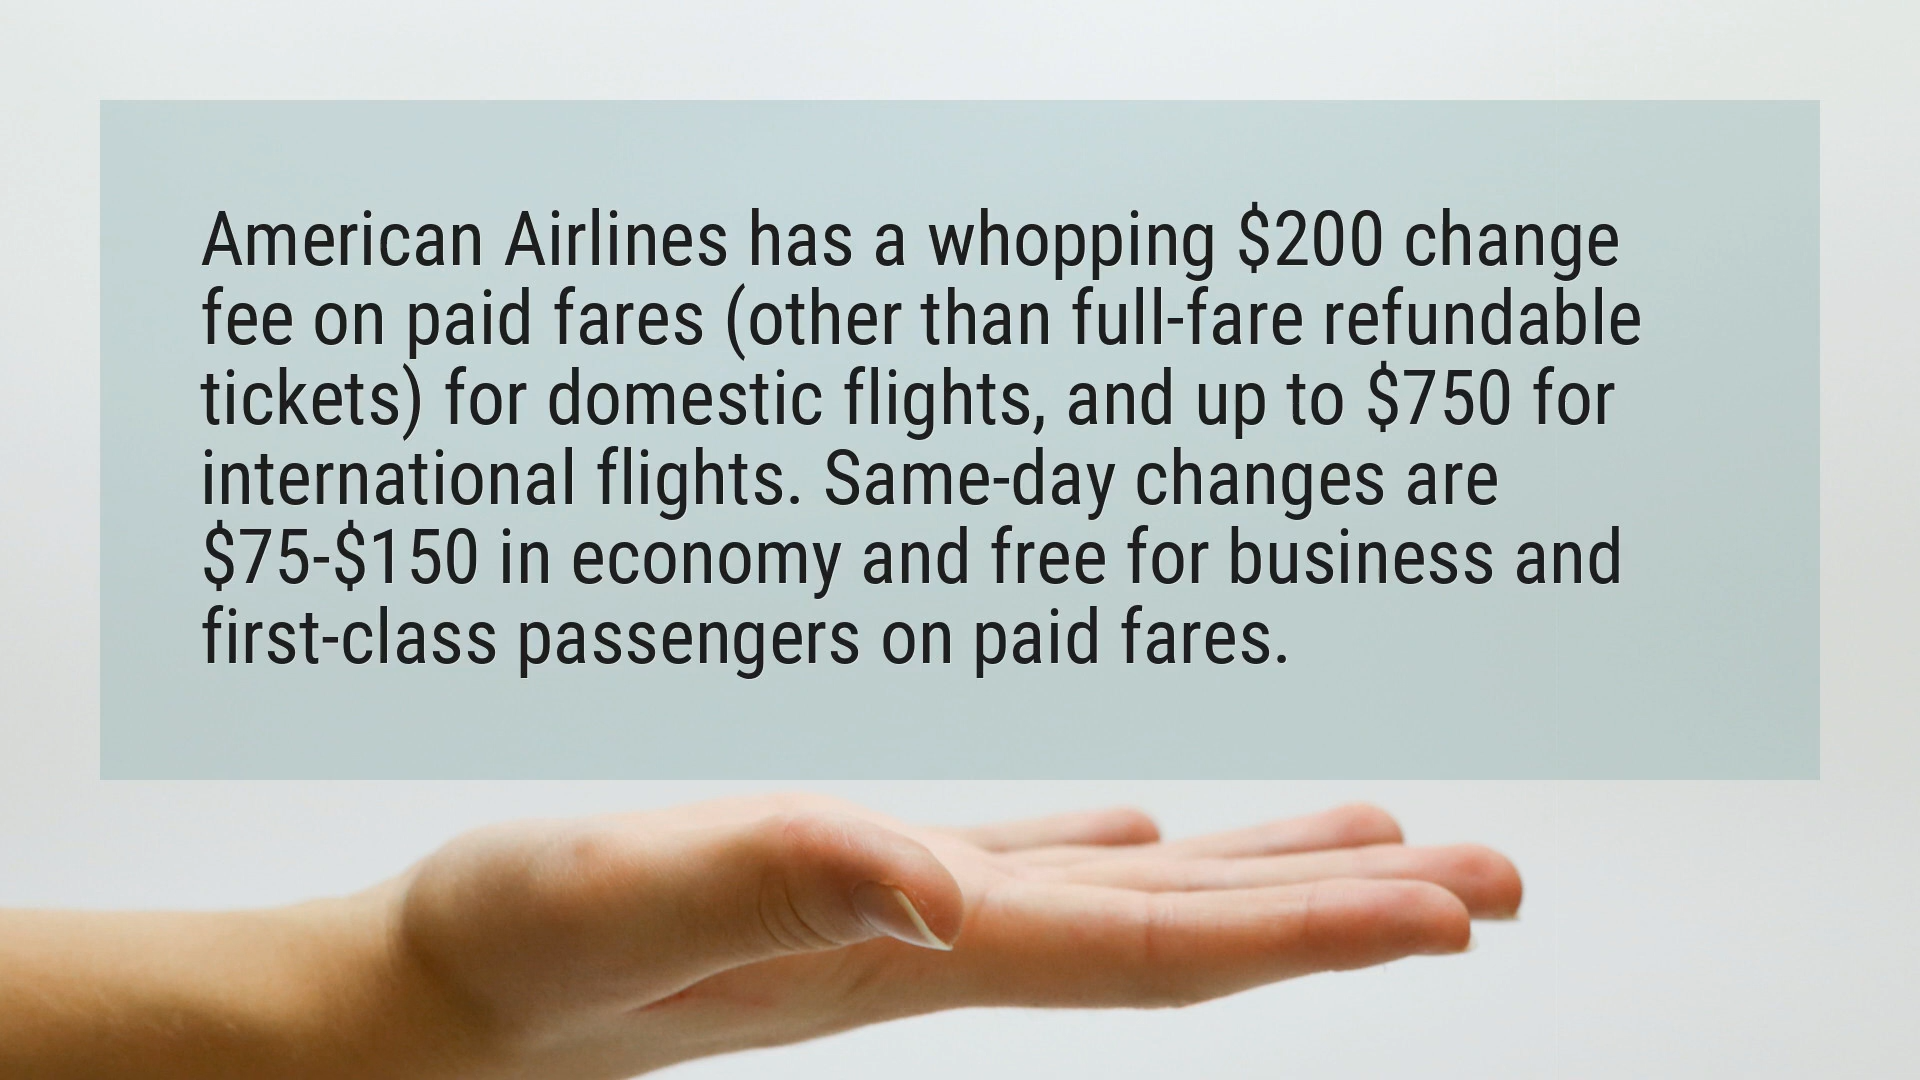 American Airlines has a whopping $200 change
fee on paid fares (other than full-fare refundable
tickets) for domestic flights, and up to $750 for
international flights. Same-day changes are
$75-$150 in economy and free for business and
first-class passengers on paid fares.